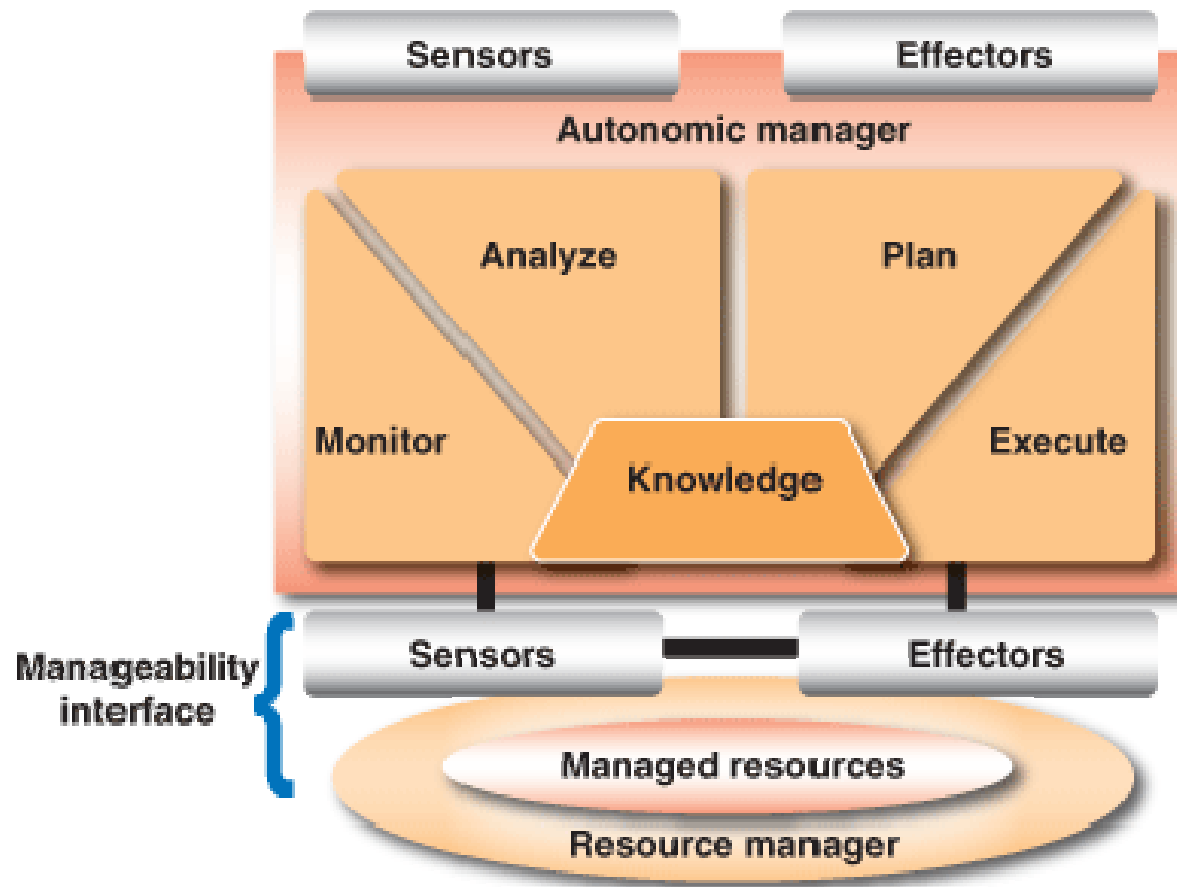 Sensors
Effectors
Autonomic manager
Analyze
Plan
Monitor
Execute
Knowledge
Manageability
interface
Sensors
Effectors
Managed resources
Resource manager